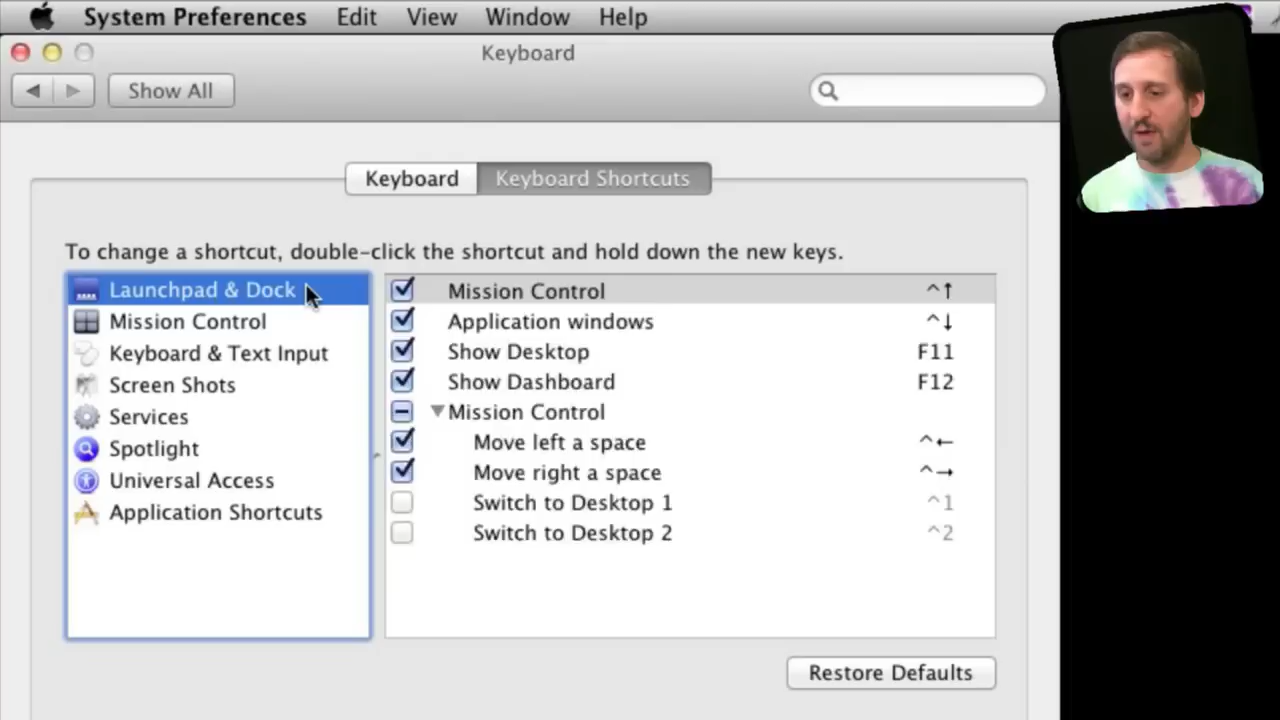 System Preferences Edit View Window Help
Keyboard
Show All
Keyboard Keyboard Shortcuts
To change a shortcut, double-click the shortcut and hold down the new keys.
Launchpad & Dock
Mission Control
Keyboard & Text Input
Screen Shots
Services
Spotlight
Universal Access
Application Shortcuts
Mission Control ^↑
Application windows ^↓
Show Desktop F11
Show Dashboard F12
Mission Control
Move left a space ^←
Move right a space ^→
Switch to Desktop 1 ^1
Switch to Desktop 2 ^2
Restore Defaults